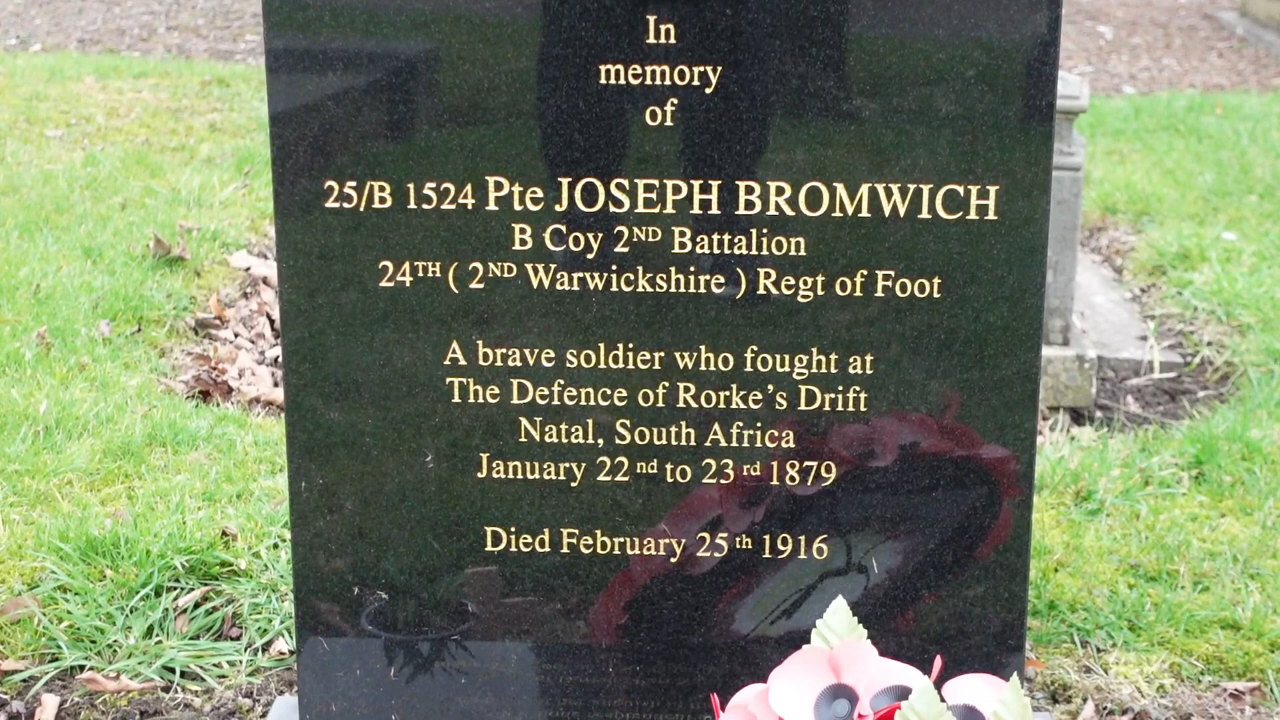 In
memory
of
25/B 1524 Pte JOSEPH BROMWICH
B Coy 2ND Battalion
24TH ( 2ND Warwickshire ) Regt of Foot
A brave soldier who fought at
The Defence of Rorke's Drift
Natal, South Africa
January 22nd to 23rd 1879
Died February 25th 1916